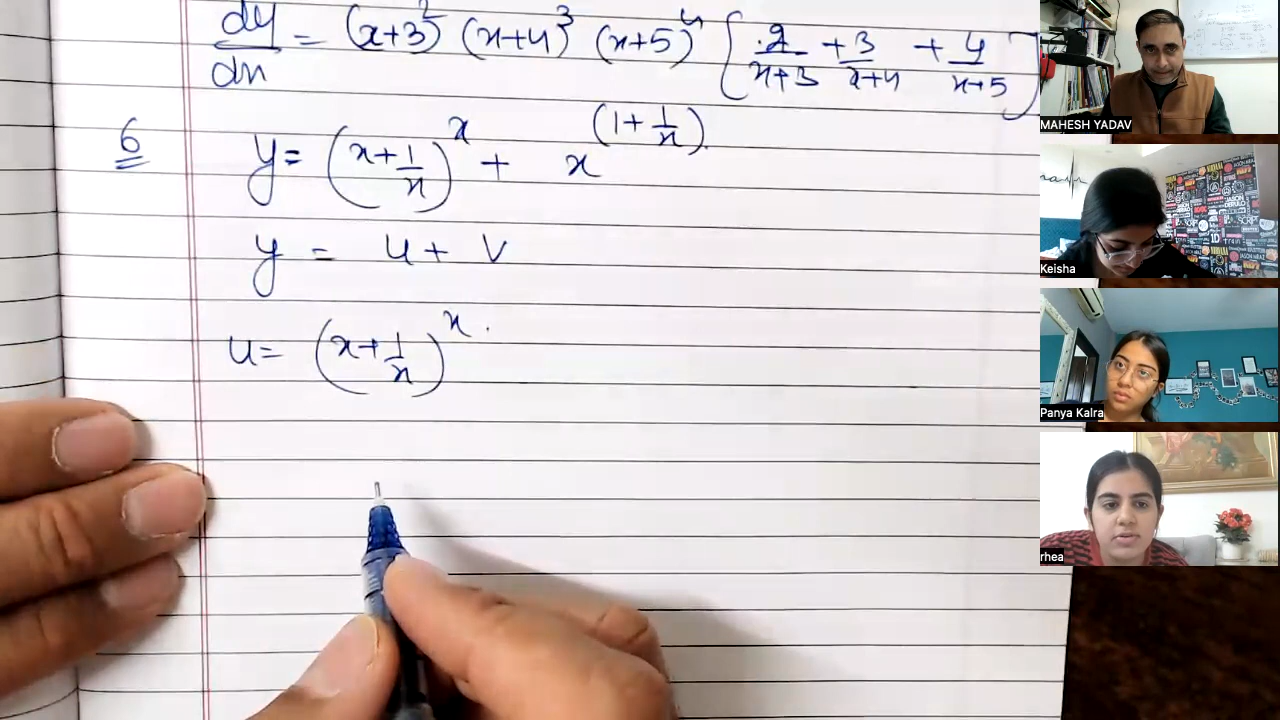 dy/dx = (x+3)² (x+4)³ (x+5)⁴ [2/(x+3) + 3/(x+4) + 4/(x+5)]
6 y = (x+1/x)^x + x^(1+1/x)
y = u + v
u = (x+1/x)^x.
MAHESH YADAV
Keisha
Panya Kalra
rhea